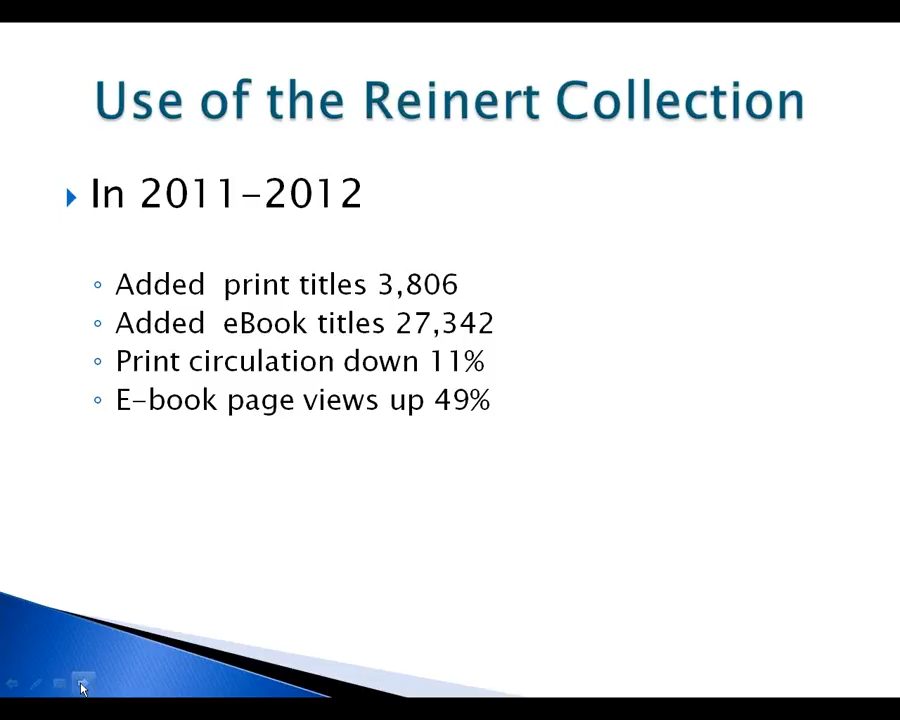 Use of the Reinert Collection
In 2011-2012
Added print titles 3,806
Added eBook titles 27,342
Print circulation down 11%
E-book page views up 49%